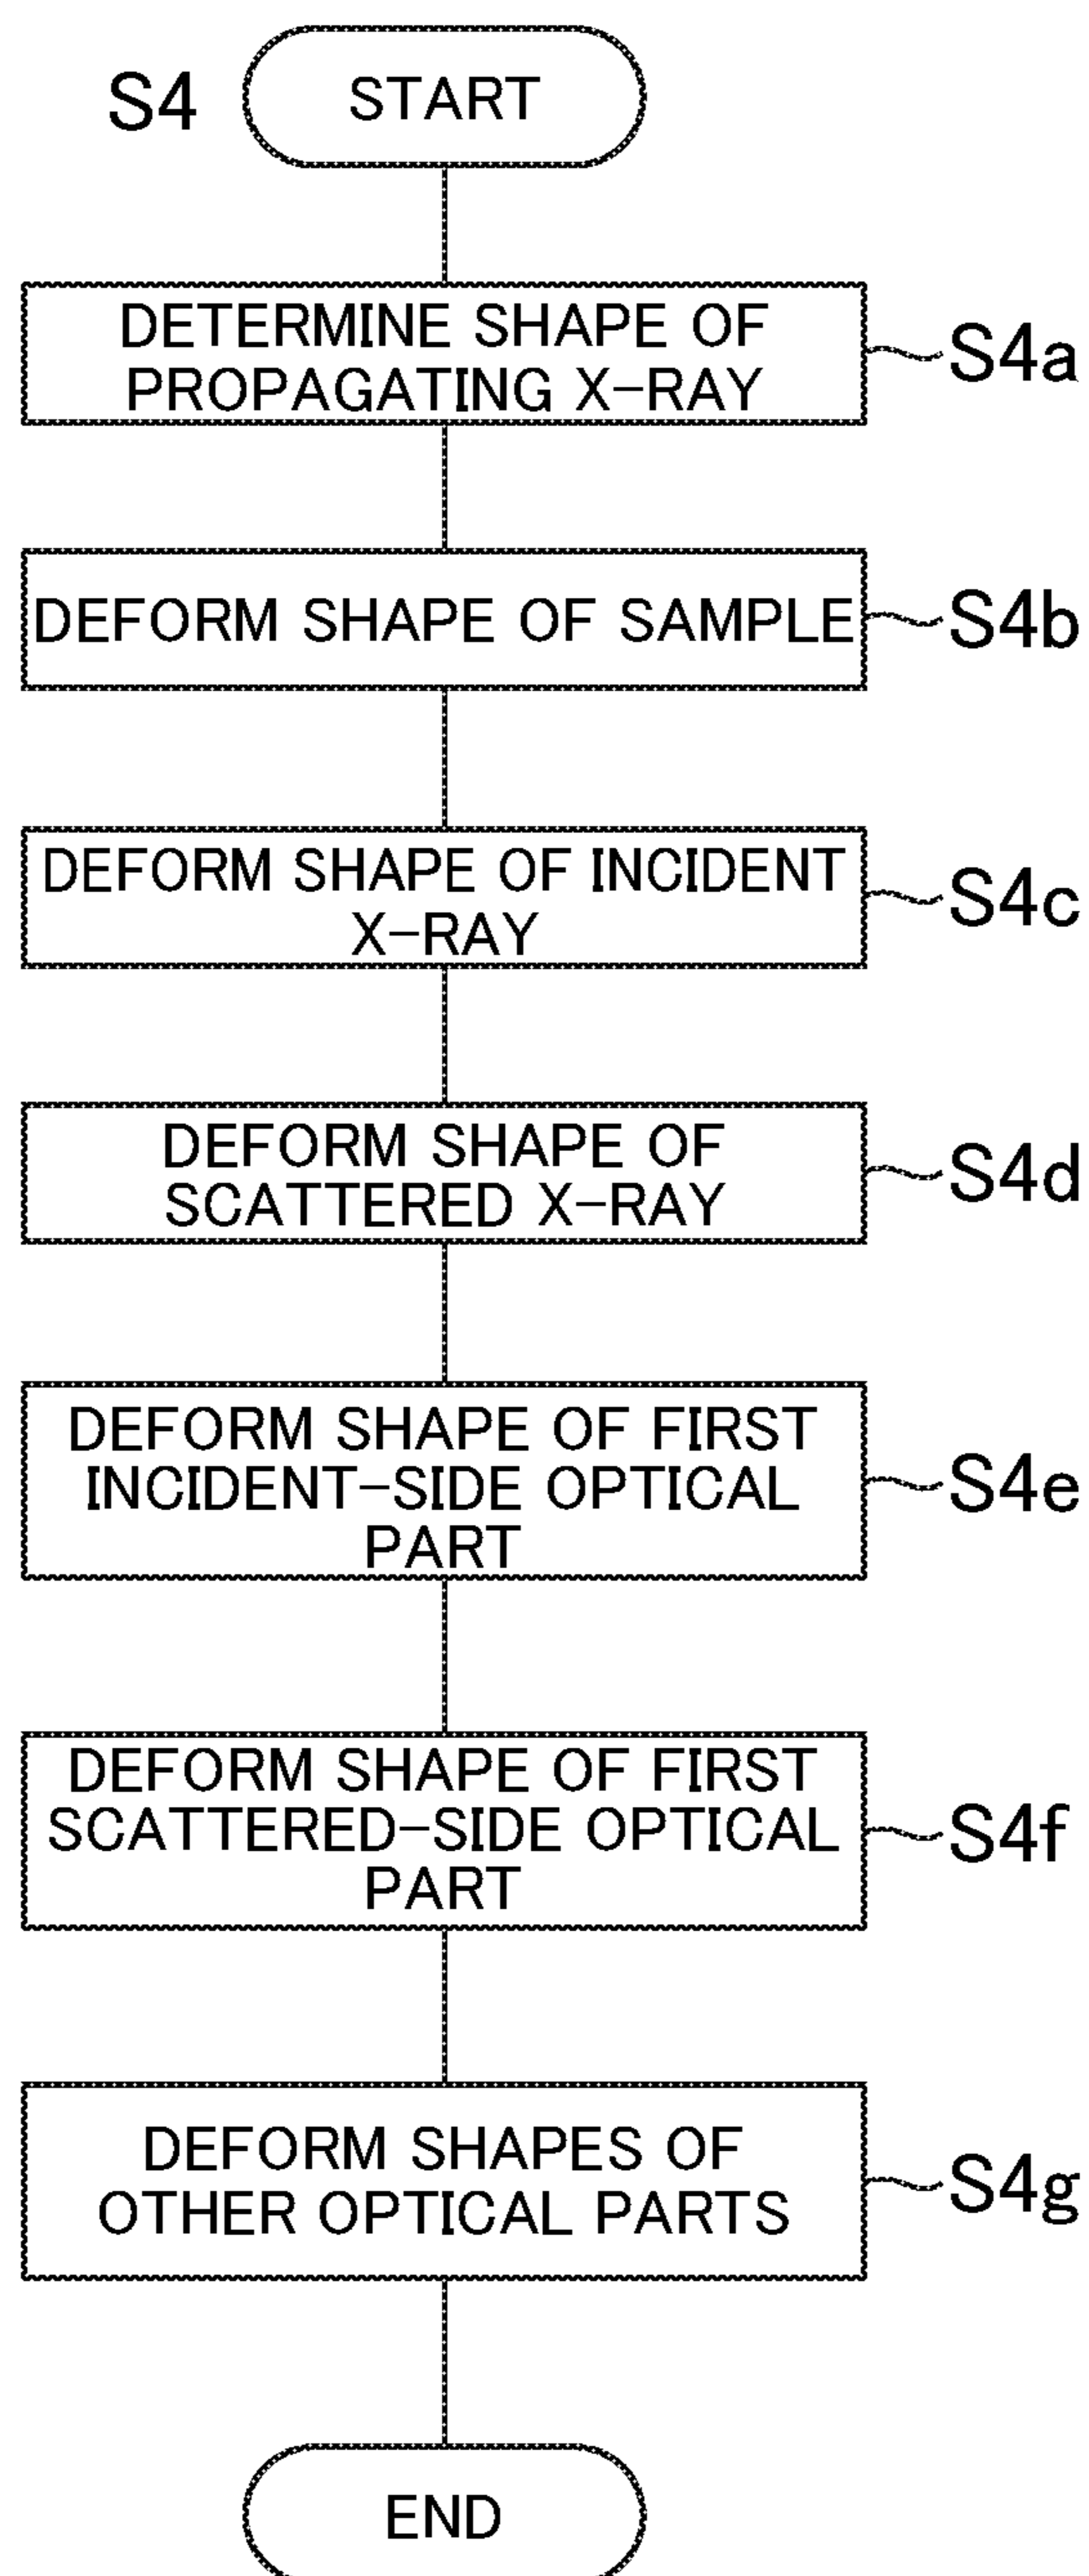 S4
START
DETERMINE SHAPE OF
PROPAGATING X-RAY
S4a
DEFORM SHAPE OF SAMPLE
S4b
DEFORM SHAPE OF INCIDENT
X-RAY
S4c
DEFORM SHAPE OF
SCATTERED X-RAY
S4d
DEFORM SHAPE OF FIRST
INCIDENT-SIDE OPTICAL
PART
S4e
DEFORM SHAPE OF FIRST
SCATTERED-SIDE OPTICAL
PART
S4f
DEFORM SHAPES OF
OTHER OPTICAL PARTS
S4g
END